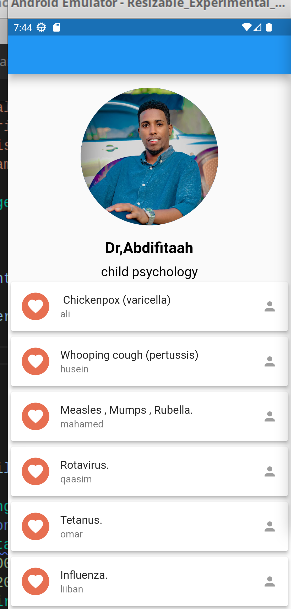 Android Emulator - Resizable_Experimental_...
7:44
Dr,Abdifitaah
child psychology
Chickenpox (varicella)
ali
Whooping cough (pertussis)
husein
Measles , Mumps , Rubella.
mahamed
Rotavirus.
qaasim
Tetanus.
omar
Influenza.
liiban